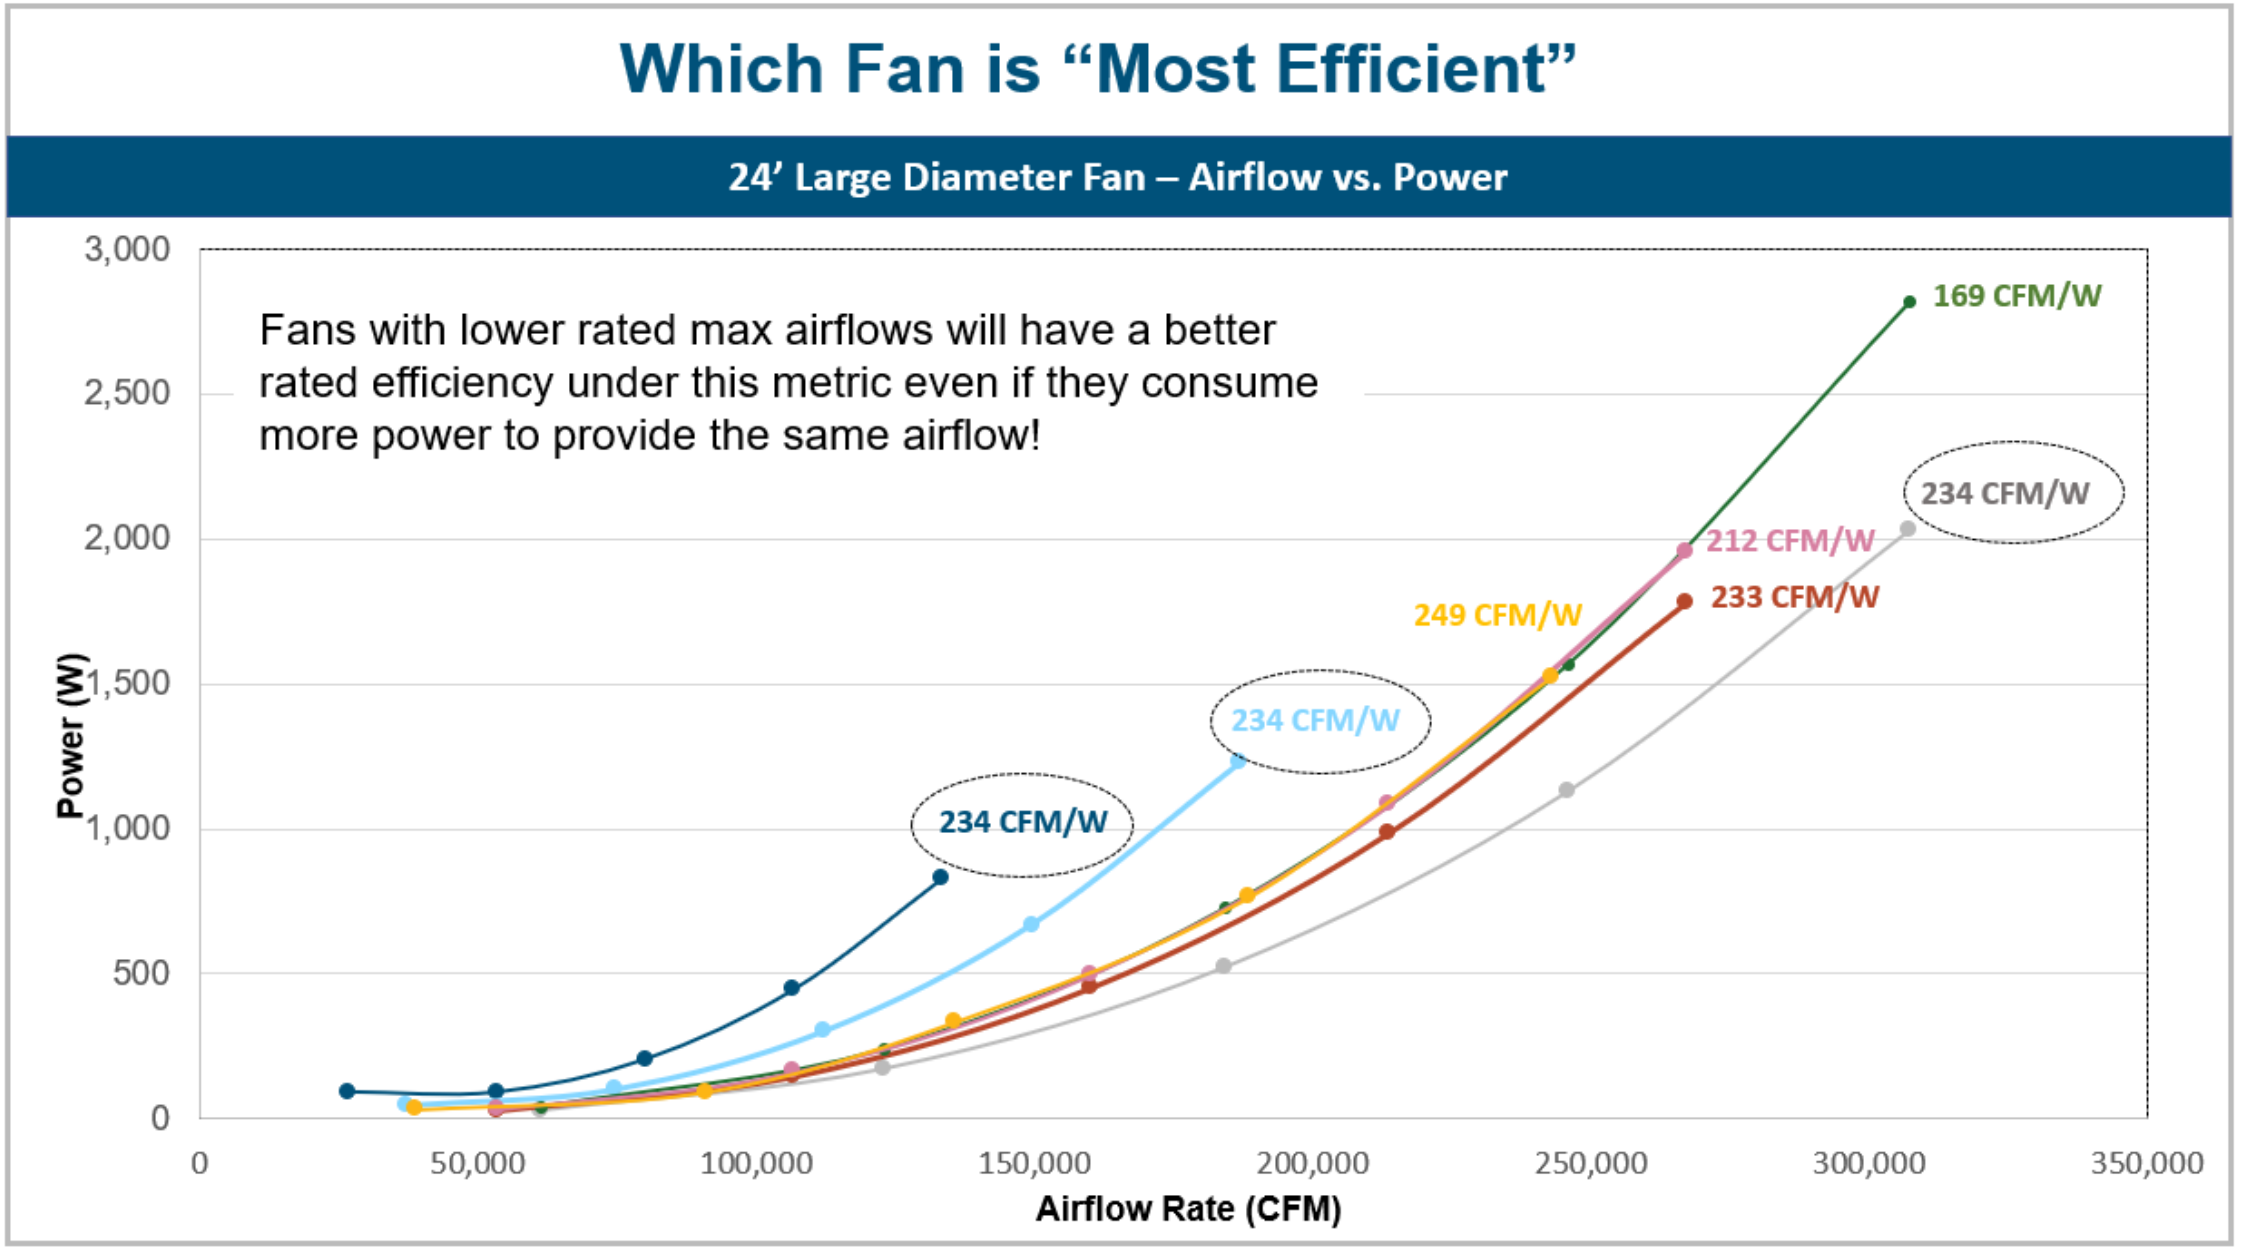 Which Fan is “Most Efficient”
24’ Large Diameter Fan – Airflow vs. Power
3,000
2,500
2,000
1,500
1,000
500
0
Power (W)
Fans with lower rated max airflows will have a better
rated efficiency under this metric even if they consume
more power to provide the same airflow!
169 CFM/W
234 CFM/W
212 CFM/W
233 CFM/W
249 CFM/W
234 CFM/W
234 CFM/W
0
50,000
100,000
150,000
200,000
250,000
300,000
350,000
Airflow Rate (CFM)